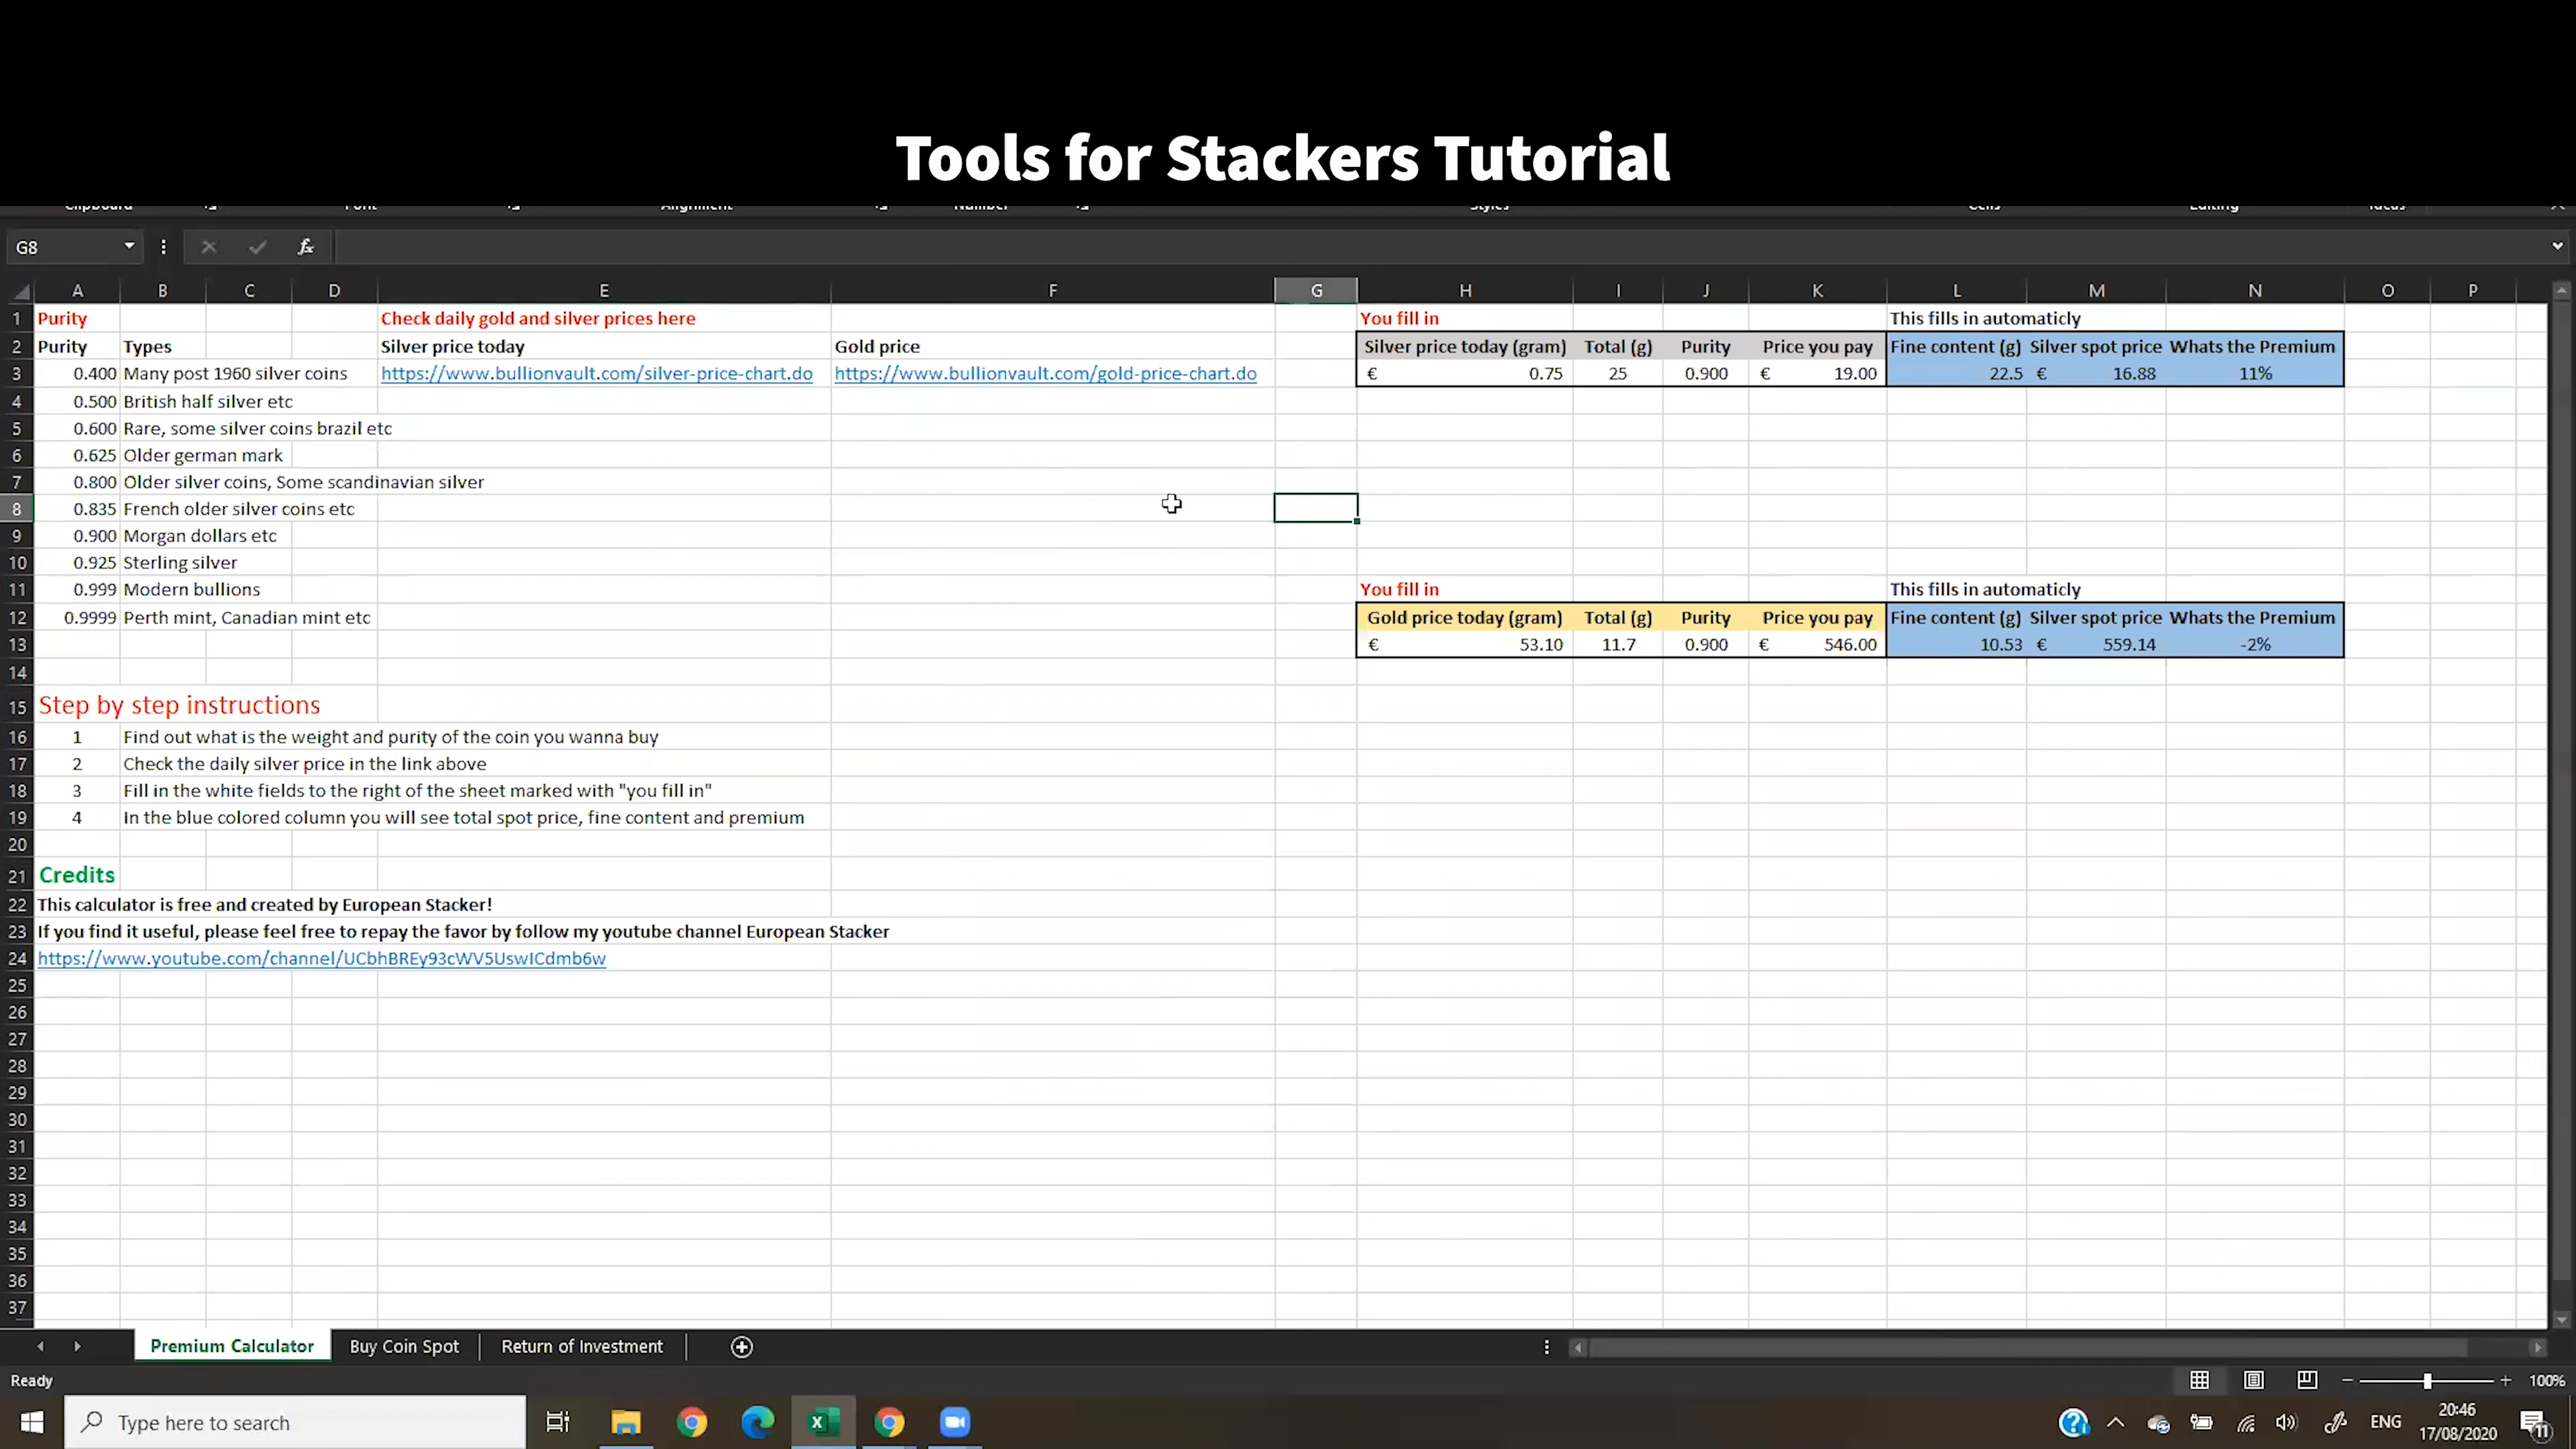 Tools for Stackers Tutorial
Clipboard Font Alignment Number Styles Cells Editing Ideas
G8 fx
A B C D E F G H I J K L M N O P
1 Purity Check daily gold and silver prices here You fill in This fills in automaticly
2 Purity Types Silver price today Gold price Silver price today (gram) Total (g) Purity Price you pay Fine content (g) Silver spot price Whats the Premium
3 0.400 Many post 1960 silver coins https://www.bullionvault.com/silver-price-chart.do https://www.bullionvault.com/gold-price-chart.do € 0.75 25 0.900 € 19.00 22.5 € 16.88 11%
4 0.500 British half silver etc
5 0.600 Rare, some silver coins brazil etc
6 0.625 Older german mark
7 0.800 Older silver coins, Some scandinavian silver
8 0.835 French older silver coins etc
9 0.900 Morgan dollars etc
10 0.925 Sterling silver
11 0.999 Modern bullions You fill in This fills in automaticly
12 0.9999 Perth mint, Canadian mint etc Gold price today (gram) Total (g) Purity Price you pay Fine content (g) Silver spot price Whats the Premium
13 € 53.10 11.7 0.900 € 546.00 10.53 € 559.14 -2%
14
15 Step by step instructions
16 1 Find out what is the weight and purity of the coin you wanna buy
17 2 Check the daily silver price in the link above
18 3 Fill in the white fields to the right of the sheet marked with "you fill in"
19 4 In the blue colored column you will see total spot price, fine content and premium
20
21 Credits
22 This calculator is free and created by European Stacker!
23 If you find it useful, please feel free to repay the favor by follow my youtube channel European Stacker
24 https://www.youtube.com/channel/UCbhBREy93cWV5UswICdmb6w
25
26
27
28
29
30
31
32
33
34
35
36
37
Premium Calculator Buy Coin Spot Return of Investment
Ready 100%
Type here to search ENG 20:46
17/08/2020 11